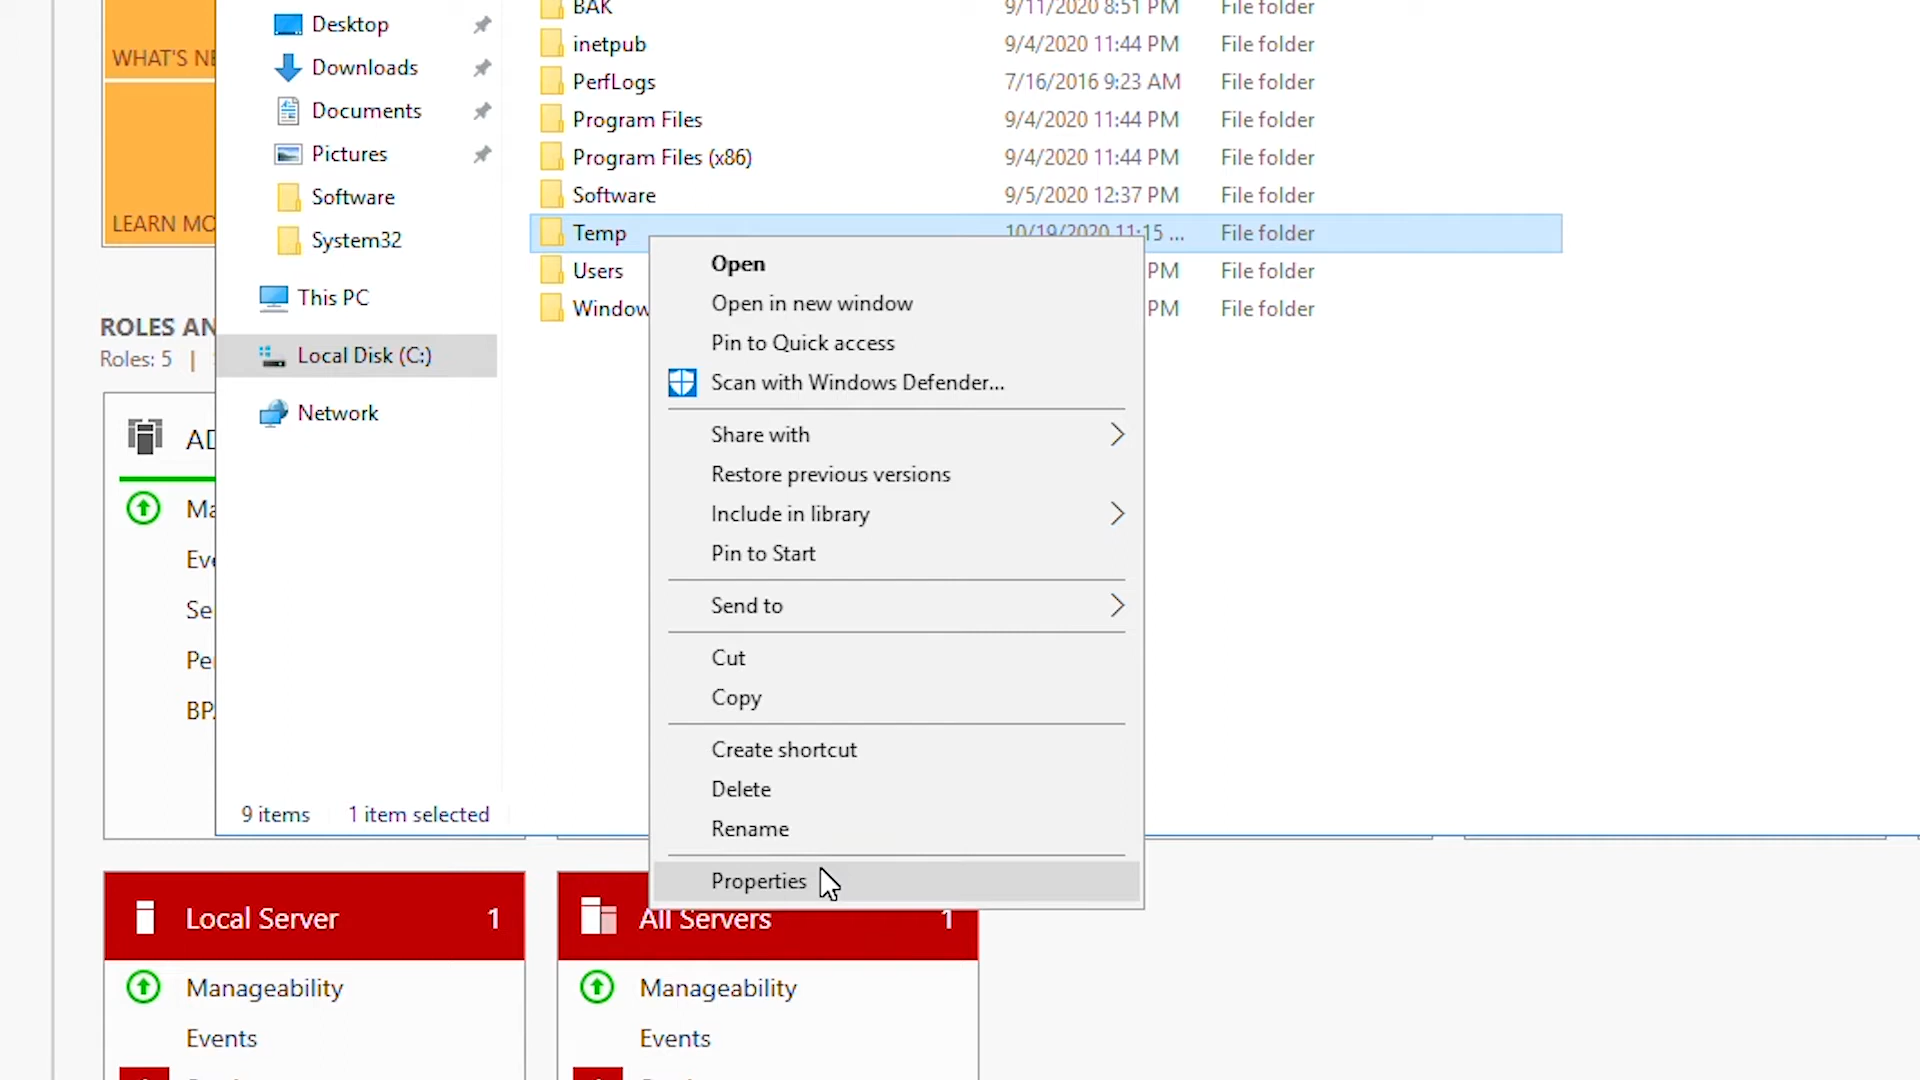 WHAT'S NE
LEARN MO
ROLES AN
Roles: 5 |
AD
Ma
Eve
Se
Pe
BP
Desktop
Downloads
Documents
Pictures
Software
System32
This PC
Local Disk (C:)
Network
9 items 1 item selected
BAK 9/11/2020 8:51 PM File folder
inetpub 9/4/2020 11:44 PM File folder
PerfLogs 7/16/2016 9:23 AM File folder
Program Files 9/4/2020 11:44 PM File folder
Program Files (x86) 9/4/2020 11:44 PM File folder
Software 9/5/2020 12:37 PM File folder
Temp 10/19/2020 11:15 ... File folder
Users PM File folder
Window PM File folder
Open
Open in new window
Pin to Quick access
Scan with Windows Defender...
Share with
Restore previous versions
Include in library
Pin to Start
Send to
Cut
Copy
Create shortcut
Delete
Rename
Properties
Local Server 1
Manageability
Events
All Servers 1
Manageability
Events